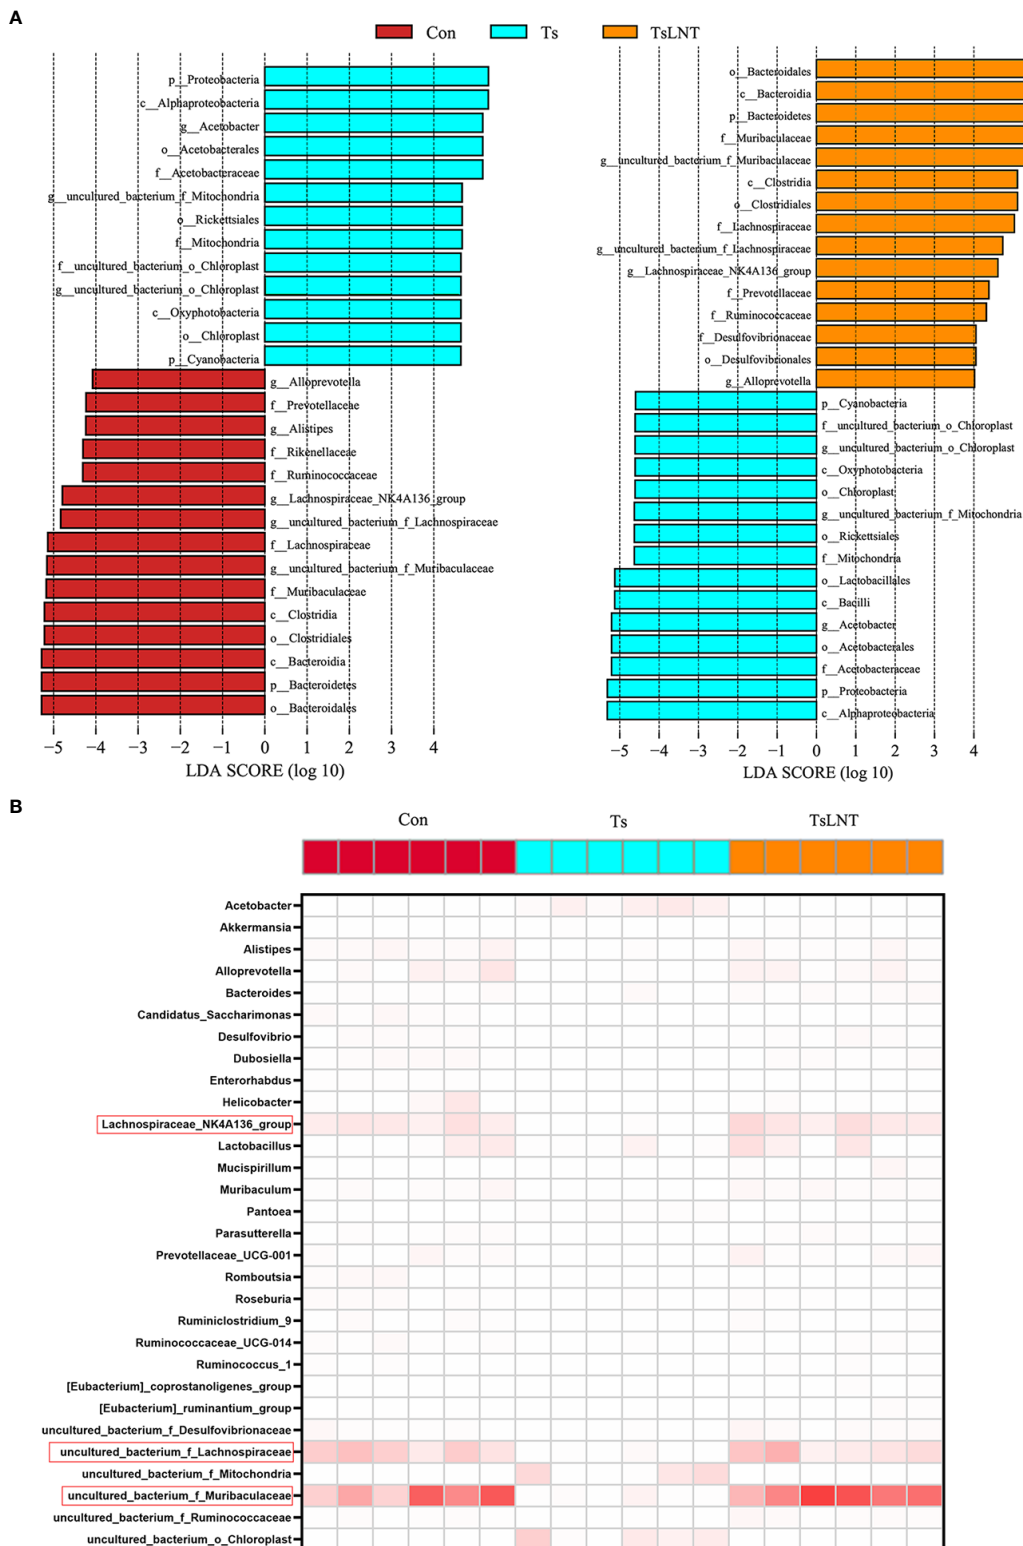 A
Con
Ts
TsLNT
p__Proteobacteria
c__Alphaproteobacteria
g__Acetobacter
o__Acetobacterales
f__Acetobacteraceae
g__uncultured_bacterium_f_Mitochondria
o__Rickettsiales
f__Mitochondria
f__uncultured_bacterium_o_Chloroplast
g__uncultured_bacterium_o_Chloroplast
c__Oxyphotobacteria
o__Chloroplast
p__Cyanobacteria
g__Alloprevotella
f__Prevotellaceae
g__Alistipes
f__Rikenellaceae
f__Ruminococcaceae
g__Lachnospiraceae_NK4A136_group
g__uncultured_bacterium_f_Lachnospiraceae
f__Lachnospiraceae
g__uncultured_bacterium_f_Muribaculaceae
f__Muribaculaceae
c__Clostridia
o__Clostridiales
c__Bacteroidia
p__Bacteroidetes
o__Bacteroidales
−5 −4 −3 −2 −1 0 1 2 3 4
LDA SCORE (log 10)
o__Bacteroidales
c__Bacteroidia
p__Bacteroidetes
f__Muribaculaceae
g__uncultured_bacterium_f_Muribaculaceae
c__Clostridia
o__Clostridiales
f__Lachnospiraceae
g__uncultured_bacterium_f_Lachnospiraceae
g__Lachnospiraceae_NK4A136_group
f__Prevotellaceae
f__Ruminococcaceae
f__Desulfovibrionaceae
o__Desulfovibrionales
g__Alloprevotella
p__Cyanobacteria
f__uncultured_bacterium_o_Chloroplast
g__uncultured_bacterium_o_Chloroplast
c__Oxyphotobacteria
o__Chloroplast
g__uncultured_bacterium_f_Mitochondria
o__Rickettsiales
f__Mitochondria
o__Lactobacillales
c__Bacilli
g__Acetobacter
o__Acetobacterales
f__Acetobacteraceae
p__Proteobacteria
c__Alphaproteobacteria
−5 −4 −3 −2 −1 0 1 2 3 4
LDA SCORE (log 10)
B
Con
Ts
TsLNT
Acetobacter
Akkermansia
Alistipes
Alloprevotella
Bacteroides
Candidatus_Saccharimonas
Desulfovibrio
Dubosiella
Enterorhabdus
Helicobacter
Lachnospiraceae_NK4A136_group
Lactobacillus
Mucispirillum
Muribaculum
Pantoea
Parasutterella
Prevotellaceae_UCG-001
Romboutsia
Roseburia
Ruminiclostridium_9
Ruminococcaceae_UCG-014
Ruminococcus_1
[Eubacterium]_coprostanoligenes_group
[Eubacterium]_ruminantium_group
uncultured_bacterium_f_Desulfovibrionaceae
uncultured_bacterium_f_Lachnospiraceae
uncultured_bacterium_f_Mitochondria
uncultured_bacterium_f_Muribaculaceae
uncultured_bacterium_f_Ruminococcaceae
uncultured_bacterium_o_Chloroplast